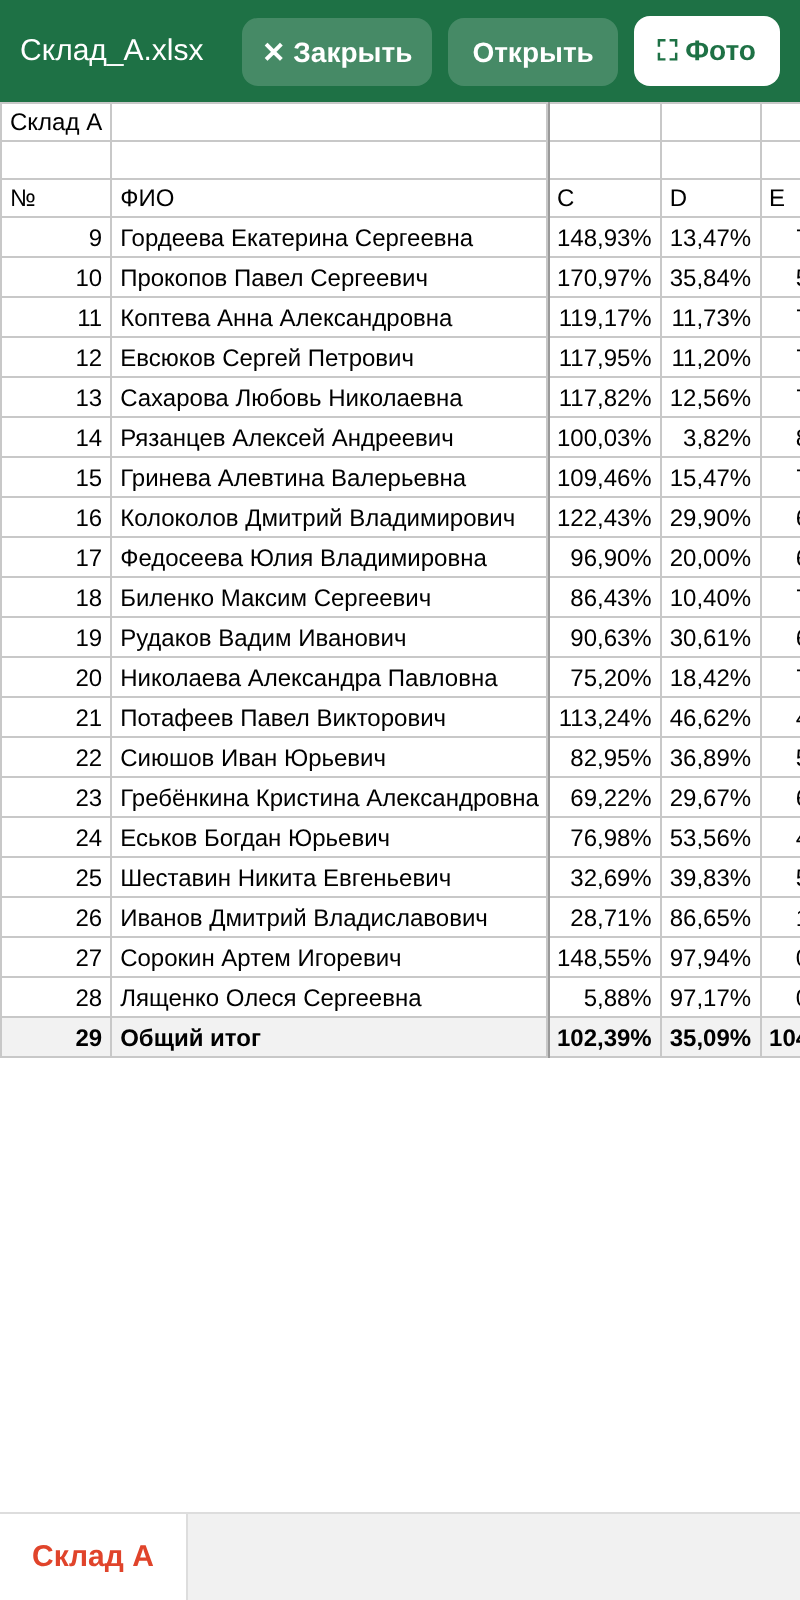 Склад_A.xlsx ✕ Закрыть Открыть ⛶ Фото
Склад А
№ ФИО C D E
9 Гордеева Екатерина Сергеевна 148,93% 13,47%
10 Прокопов Павел Сергеевич 170,97% 35,84%
11 Коптева Анна Александровна 119,17% 11,73%
12 Евсюков Сергей Петрович 117,95% 11,20%
13 Сахарова Любовь Николаевна 117,82% 12,56%
14 Рязанцев Алексей Андреевич 100,03% 3,82%
15 Гринева Алевтина Валерьевна 109,46% 15,47%
16 Колоколов Дмитрий Владимирович 122,43% 29,90%
17 Федосеева Юлия Владимировна 96,90% 20,00%
18 Биленко Максим Сергеевич 86,43% 10,40%
19 Рудаков Вадим Иванович 90,63% 30,61%
20 Николаева Александра Павловна 75,20% 18,42%
21 Потафеев Павел Викторович 113,24% 46,62%
22 Сиюшов Иван Юрьевич 82,95% 36,89%
23 Гребёнкина Кристина Александровна 69,22% 29,67%
24 Еськов Богдан Юрьевич 76,98% 53,56%
25 Шеставин Никита Евгеньевич 32,69% 39,83%
26 Иванов Дмитрий Владиславович 28,71% 86,65%
27 Сорокин Артем Игоревич 148,55% 97,94%
28 Лященко Олеся Сергеевна 5,88% 97,17%
29 Общий итог 102,39% 35,09%
Склад А